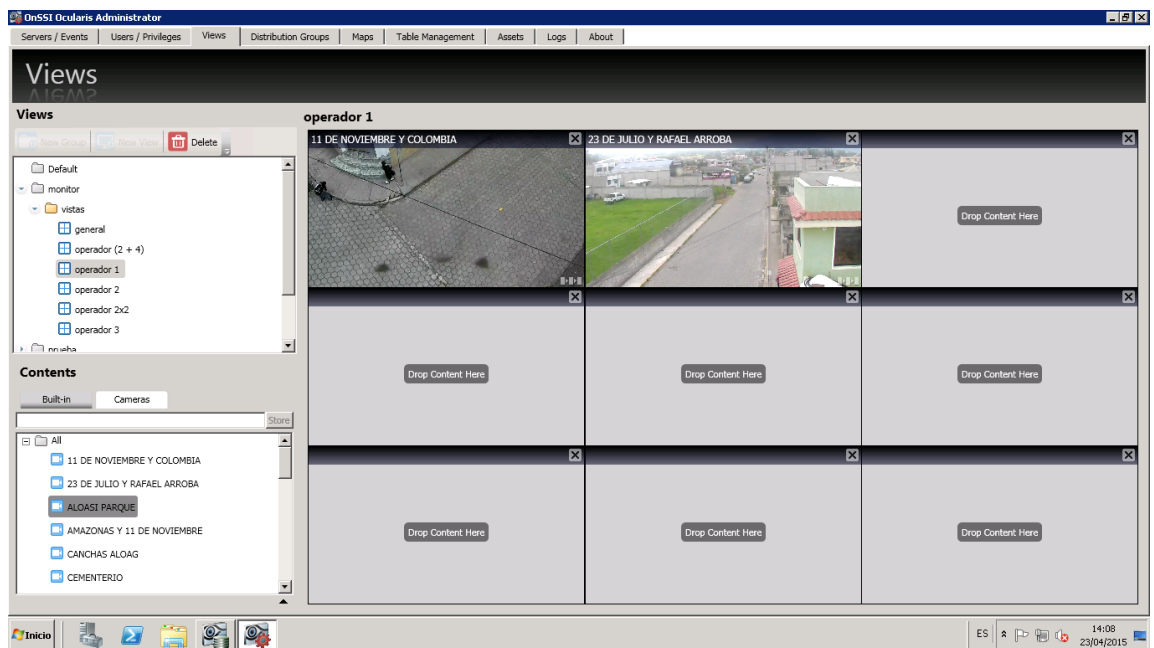 OnSSI Ocularis Administrator
Servers / Events Users / Privileges Views Distribution Groups Maps Table Management Assets Logs About
Views
Views
operador 1
New Group New View Delete
Default
monitor
vistas
general
operador (2 + 4)
operador 1
operador 2
operador 2x2
operador 3
prueba
11 DE NOVIEMBRE Y COLOMBIA
23 DE JULIO Y RAFAEL ARROBA
Drop Content Here
Drop Content Here
Drop Content Here
Drop Content Here
Drop Content Here
Drop Content Here
Drop Content Here
Contents
Built-in Cameras
Store
All
11 DE NOVIEMBRE Y COLOMBIA
23 DE JULIO Y RAFAEL ARROBA
ALOASI PARQUE
AMAZONAS Y 11 DE NOVIEMBRE
CANCHAS ALOAG
CEMENTERIO
Inicio
ES
14:08
23/04/2015